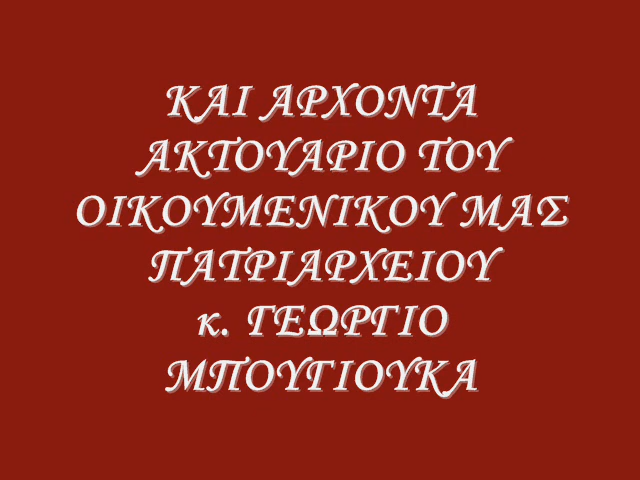 ΚΑΙ ΑΡΧΟΝΤΑ
ΑΚΤΟΥΑΡΙΟ ΤΟΥ
ΟΙΚΟΥΜΕΝΙΚΟΥ ΜΑΣ
ΠΑΤΡΙΑΡΧΕΙΟΥ
κ. ΓΕΩΡΓΙΟ
ΜΠΟΥΓΙΟΥΚΑ